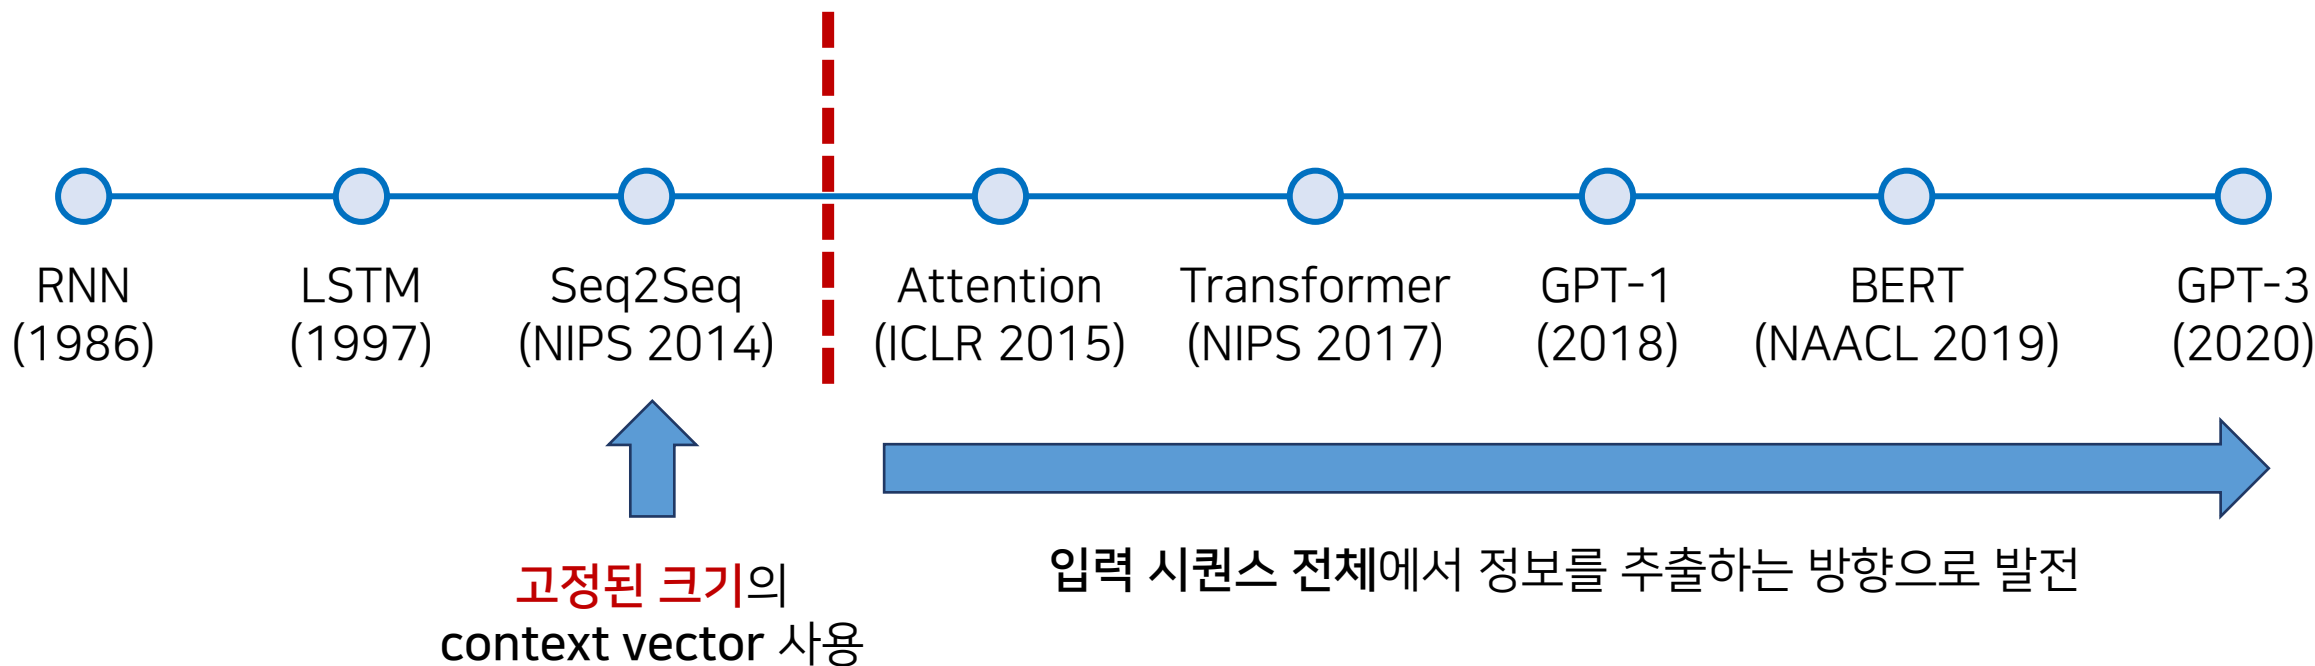 RNN
(1986)
LSTM
(1997)
Seq2Seq
(NIPS 2014)
Attention
(ICLR 2015)
Transformer
(NIPS 2017)
GPT-1
(2018)
BERT
(NAACL 2019)
GPT-3
(2020)
고정된 크기의
context vector 사용
입력 시퀀스 전체에서 정보를 추출하는 방향으로 발전